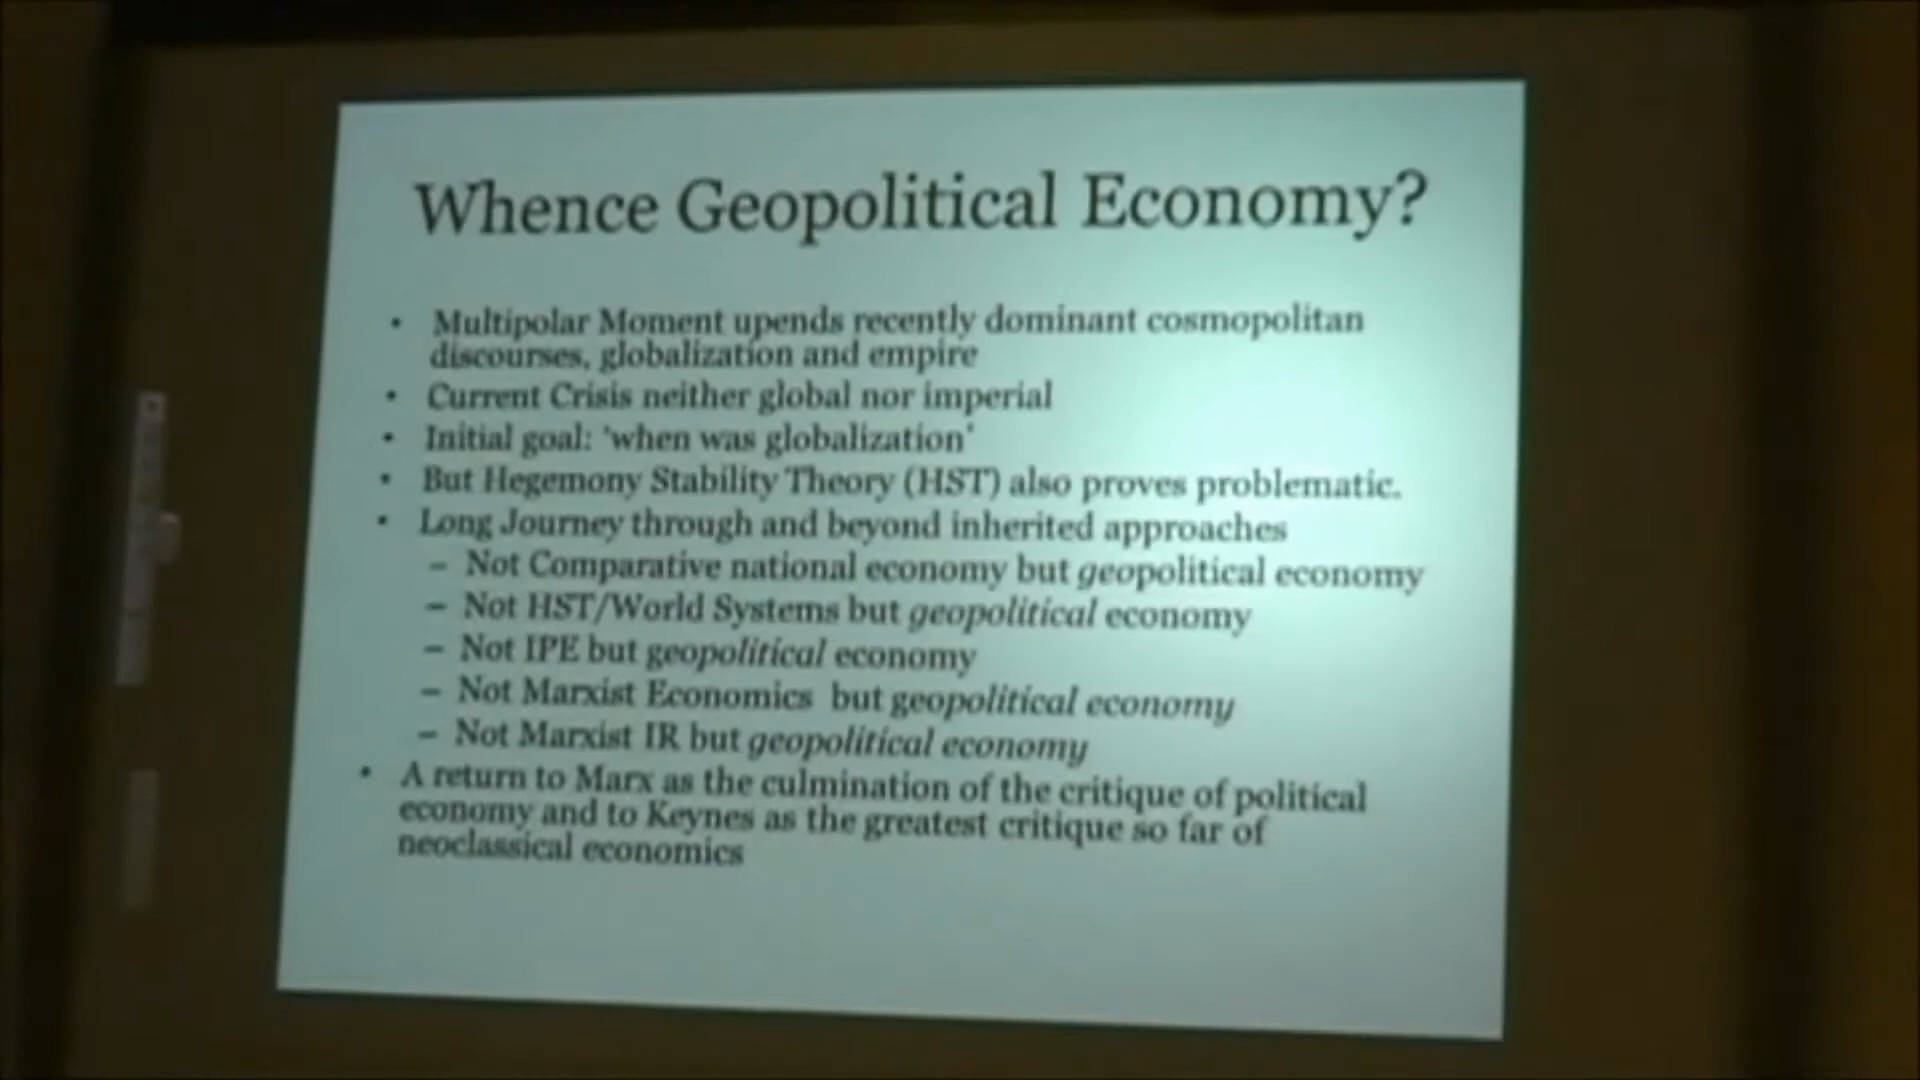 Whence Geopolitical Economy?
• Multipolar Moment upends recently dominant cosmopolitan
discourses, globalization and empire
• Current Crisis neither global nor imperial
• Initial goal: 'when was globalization'
• But Hegemony Stability Theory (HST) also proves problematic.
• Long Journey through and beyond inherited approaches
– Not Comparative national economy but geopolitical economy
– Not HST/World Systems but geopolitical economy
– Not IPE but geopolitical economy
– Not Marxist Economics but geopolitical economy
– Not Marxist IR but geopolitical economy
• A return to Marx as the culmination of the critique of political
economy and to Keynes as the greatest critique so far of
neoclassical economics